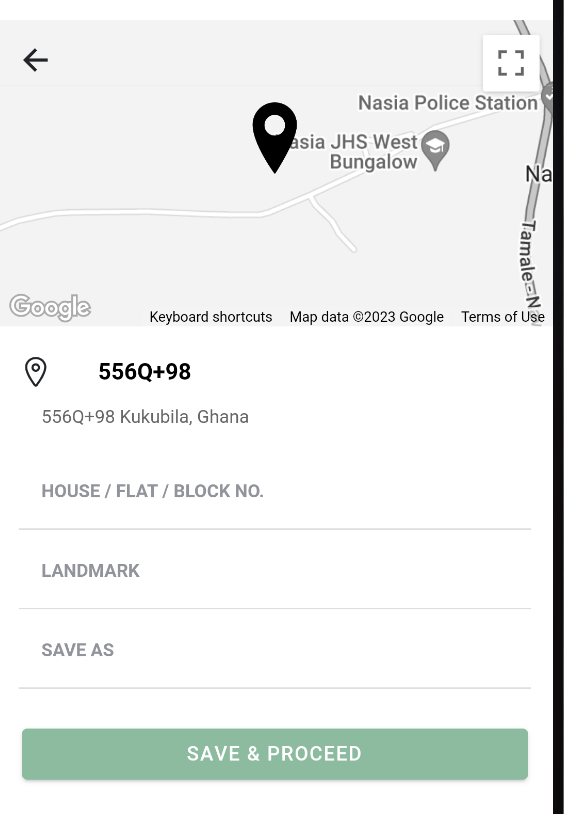 Nasia Police Station
asia JHS West
Bungalow
Na
Tamale - N
Google
Keyboard shortcuts
Map data ©2023 Google
Terms of Use
556Q+98
556Q+98 Kukubila, Ghana
HOUSE / FLAT / BLOCK NO.
LANDMARK
SAVE AS
SAVE & PROCEED